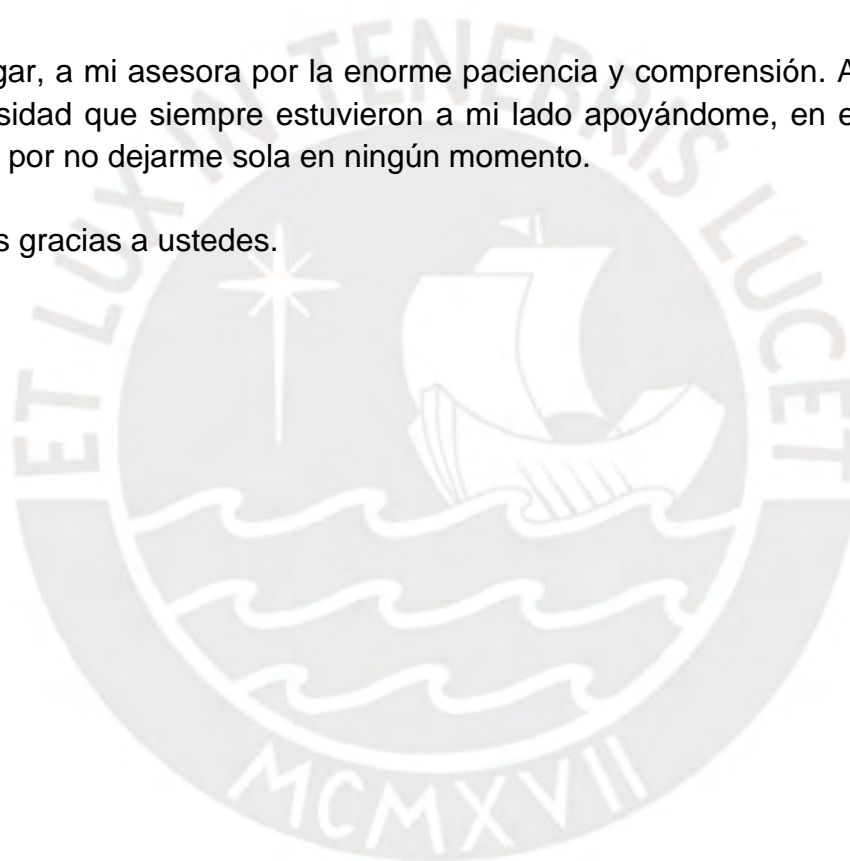 gar, a mi asesora por la enorme paciencia y comprensión. A
sidad que siempre estuvieron a mi lado apoyándome, en e
por no dejarme sola en ningún momento.
s gracias a ustedes.
ET LUX IN TENEBRIS LUCET
MCMXVII